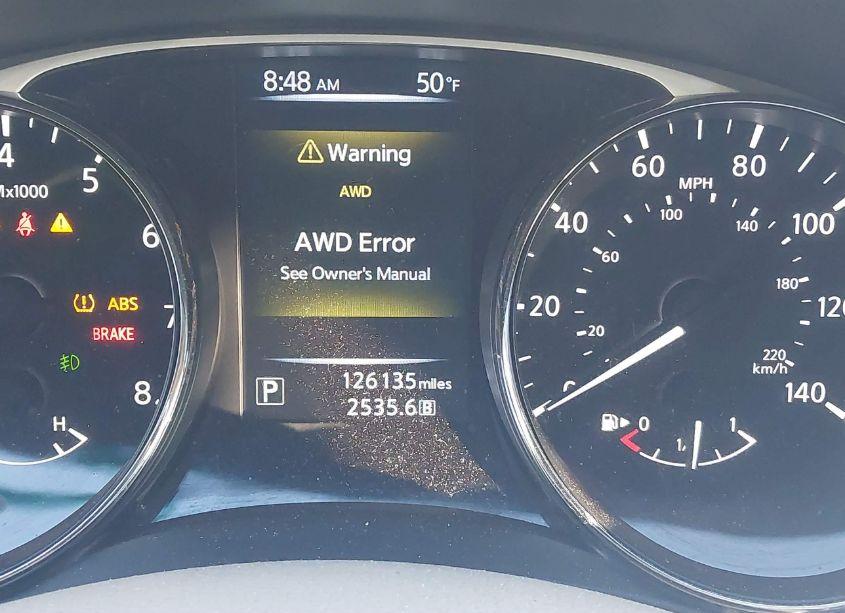 8:48 AM 50°F
Warning
AWD
AWD Error
See Owner's Manual
P 126135 miles
2535.6 B
4
5
6
7
8
x1000
ABS
BRAKE
H
0
20
40
60
80
100
120
140
MPH
20
60
100
140
180
220
km/h
0
1